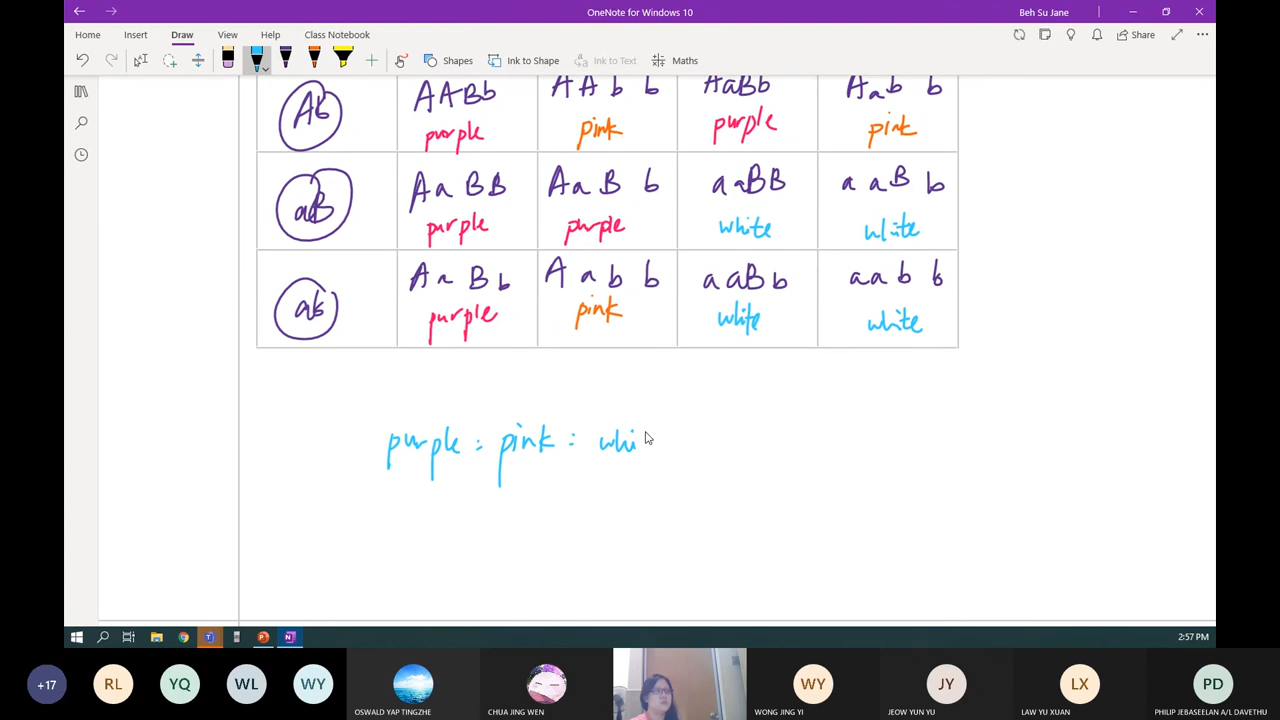 OneNote for Windows 10
Beh Su Jane
Home Insert Draw View Help Class Notebook
Share
Shapes Ink to Shape Ink to Text Maths
Ab AABb AAbb AaBb Aabb
purple pink purple pink
aB AaBB AaBb aaBB aaBb
purple purple white white
ab AaBb Aabb aaBb aabb
purple pink white white
purple : pink : whi
2:57 PM
+17 RL YQ WL WY WY JY LX PD
OSWALD YAP TINGZHE CHUA JING WEN WONG JING YI JEOW YUN YU LAW YU XUAN PHILIP JEBASEELAN A/L DAVETHU